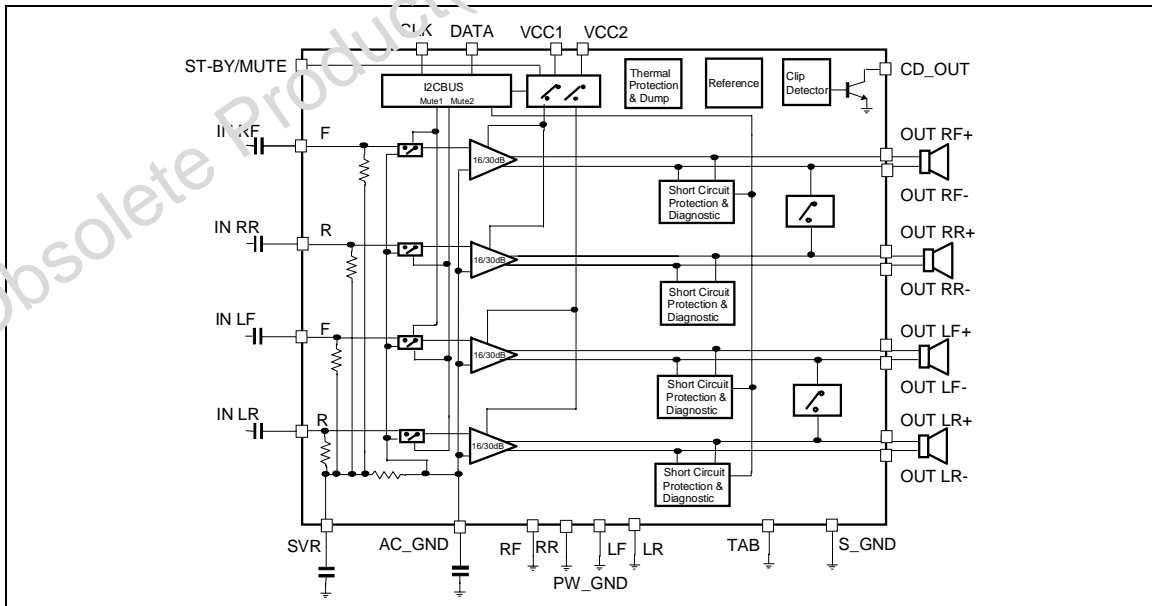 Obsolete Product(
CLK DATA VCC1 VCC2
ST-BY/MUTE
I2CBUS
Mute1 Mute2
Thermal
Protection
& Dump
Reference
Clip
Detector
CD_OUT
IN RF
F
16/30dB
Short Circuit
Protection &
Diagnostic
OUT RF+
OUT RF-
IN RR
R
16/30dB
Short Circuit
Protection &
Diagnostic
OUT RR+
OUT RR-
IN LF
F
16/30dB
Short Circuit
Protection &
Diagnostic
OUT LF+
OUT LF-
IN LR
R
16/30dB
Short Circuit
Protection &
Diagnostic
OUT LR+
OUT LR-
SVR AC_GND RF RR LF LR TAB S_GND
PW_GND